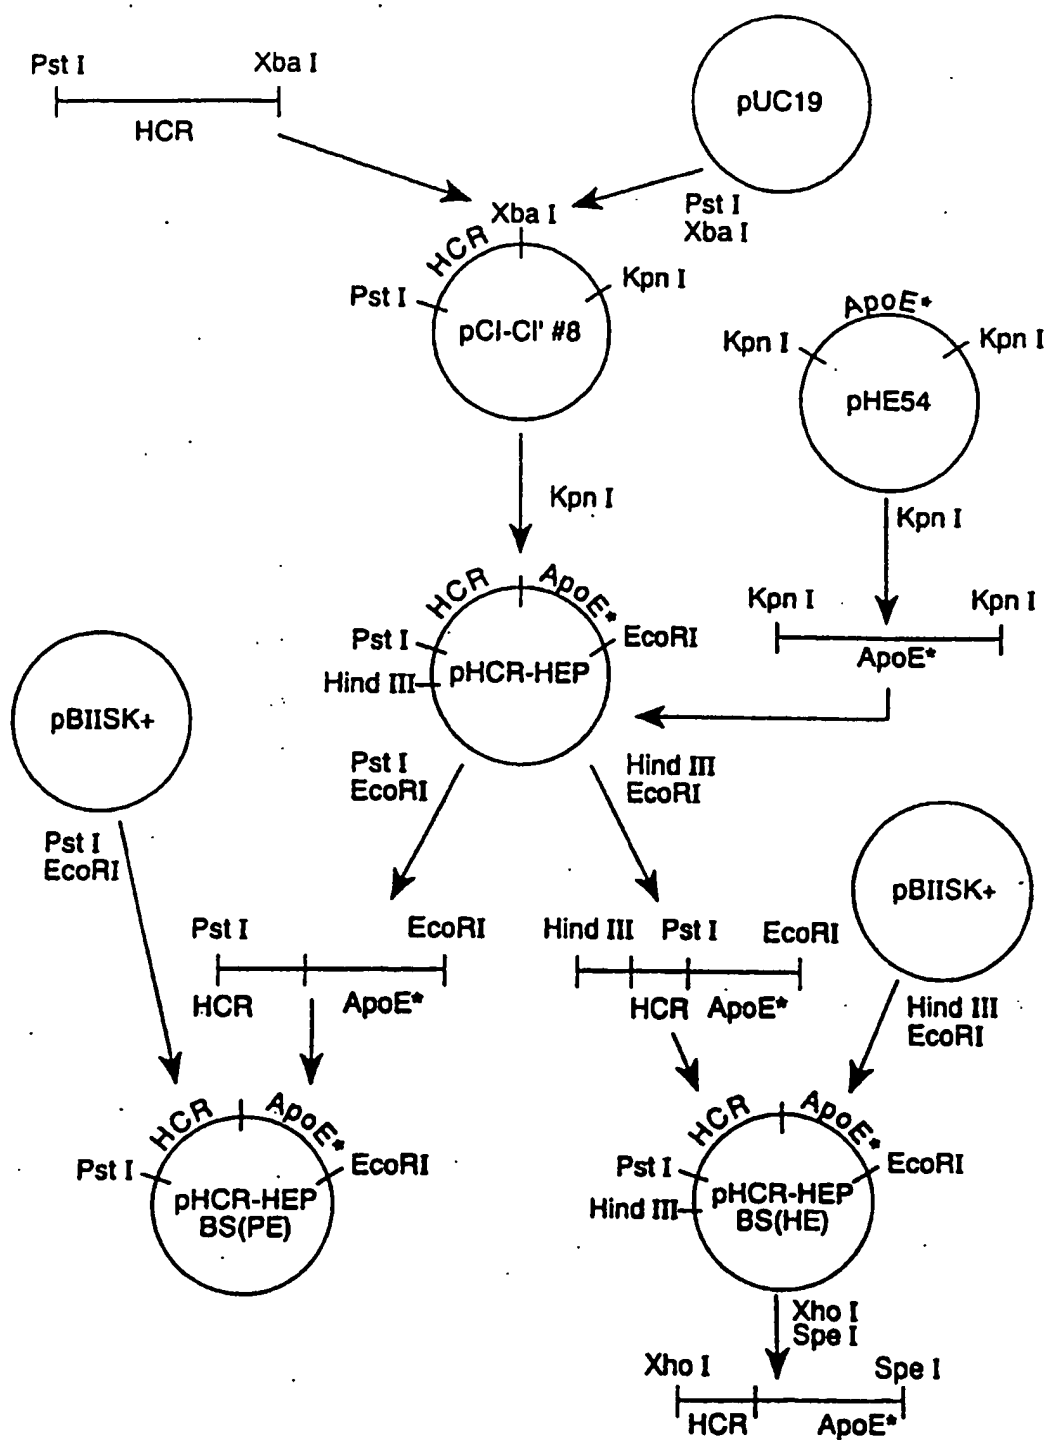 Pst I
Xba I
HCR
pUC19
Pst I
Xba I
Xba I
HCR
Pst I
Kpn I
pCI-CI' #8
ApoE*
Kpn I
Kpn I
pHE54
Kpn I
Kpn I
Kpn I
Kpn I
ApoE*
HCR
ApoE*
Pst I
EcoRI
Hind III
pHCR-HEP
pBIISK+
Pst I
EcoRI
Pst I
EcoRI
Hind III
EcoRI
pBIISK+
Hind III
EcoRI
Pst I
EcoRI
HCR
ApoE*
Hind III
Pst I
EcoRI
HCR
ApoE*
HCR
ApoE*
Pst I
EcoRI
pHCR-HEP
BS(PE)
HCR
ApoE*
Pst I
EcoRI
Hind III
pHCR-HEP
BS(HE)
Xho I
Spe I
Xho I
Spe I
HCR
ApoE*